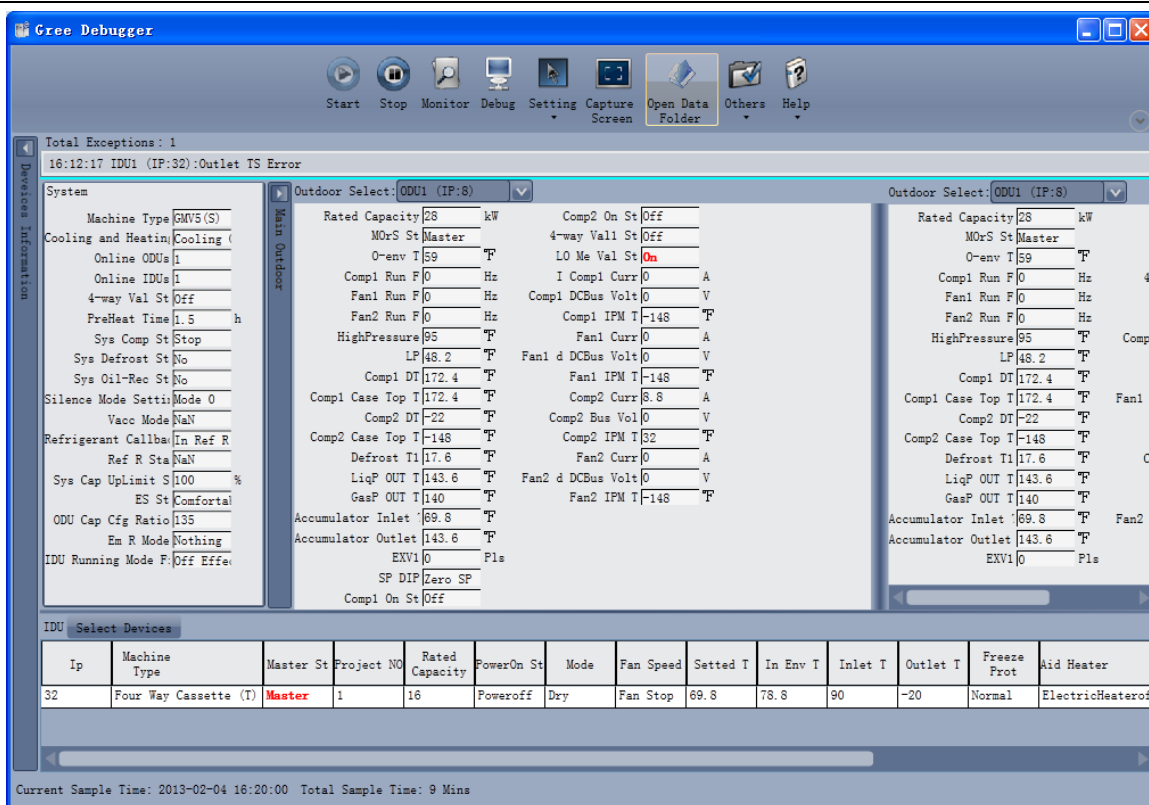 Gree Debugger
Start Stop Monitor Debug Setting Capture Screen Open Data Folder Others Help
Total Exceptions: 1
16:12:17 IDU1 (IP:32):Outlet TS Error
Deveices Information
System
Machine Type GMV5(S)
Cooling and Heatin Cooling (
Online ODUs 1
Online IDUs 1
4-way Val St Off
PreHeat Time 1.5 h
Sys Comp St Stop
Sys Defrost St No
Sys Oil-Rec St No
Silence Mode Setti Mode 0
Vacc Mode NaN
Refrigerant Callba In Ref R
Ref R Sta NaN
Sys Cap UpLimit S 100 %
ES St Comforta
ODU Cap Cfg Ratio 135
Em R Mode Nothing
IDU Running Mode F Off Effe
Main Outdoor
Outdoor Select: ODU1 (IP:8)
Rated Capacity 28 kW
MOrS St Master
O-env T 59 ℉
Comp1 Run F 0 Hz
Fan1 Run F 0 Hz
Fan2 Run F 0 Hz
HighPressure 95 ℉
LP 48.2 ℉
Comp1 DT 172.4 ℉
Comp1 Case Top T 172.4 ℉
Comp2 DT -22 ℉
Comp2 Case Top T -148 ℉
Defrost T1 17.6 ℉
LiqP OUT T 143.6 ℉
GasP OUT T 140 ℉
Accumulator Inlet 69.8 ℉
Accumulator Outlet 143.6 ℉
EXV1 0 Pls
SP DIP Zero SP
Comp1 On St Off
Comp2 On St Off
4-way Val1 St Off
LO Me Val St On
I Comp1 Curr 0 A
Comp1 DCBus Volt 0 V
Comp1 IPM T -148 ℉
Fan1 Curr 0 A
Fan1 d DCBus Volt 0 V
Fan1 IPM T -148 ℉
Comp2 Curr 8.8 A
Comp2 Bus Vol 0 V
Comp2 IPM T 32 ℉
Fan2 Curr 0 A
Fan2 d DCBus Volt 0 V
Fan2 IPM T -148 ℉
Outdoor Select: ODU1 (IP:8)
Rated Capacity 28 kW
MOrS St Master
O-env T 59 ℉
Comp1 Run F 0 Hz 4
Fan1 Run F 0 Hz
Fan2 Run F 0 Hz
HighPressure 95 ℉ Comp
LP 48.2 ℉
Comp1 DT 172.4 ℉
Comp1 Case Top T 172.4 ℉ Fan1
Comp2 DT -22 ℉
Comp2 Case Top T -148 ℉
Defrost T1 17.6 ℉
LiqP OUT T 143.6 ℉
GasP OUT T 140 ℉
Accumulator Inlet 69.8 ℉ Fan2
Accumulator Outlet 143.6 ℉
EXV1 0 Pls
IDU Select Devices
Ip Machine Type Master St Project NO Rated Capacity PowerOn St Mode Fan Speed Setted T In Env T Inlet T Outlet T Freeze Prot Aid Heater
32 Four Way Cassette (T) Master 1 16 Poweroff Dry Fan Stop 69.8 78.8 90 -20 Normal ElectricHeaterof
Current Sample Time: 2013-02-04 16:20:00 Total Sample Time: 9 Mins